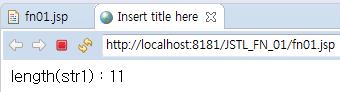 fn01.jsp
Insert title here
http://localhost:8181/JSTL_FN_01/fn01.jsp
length(str1) : 11